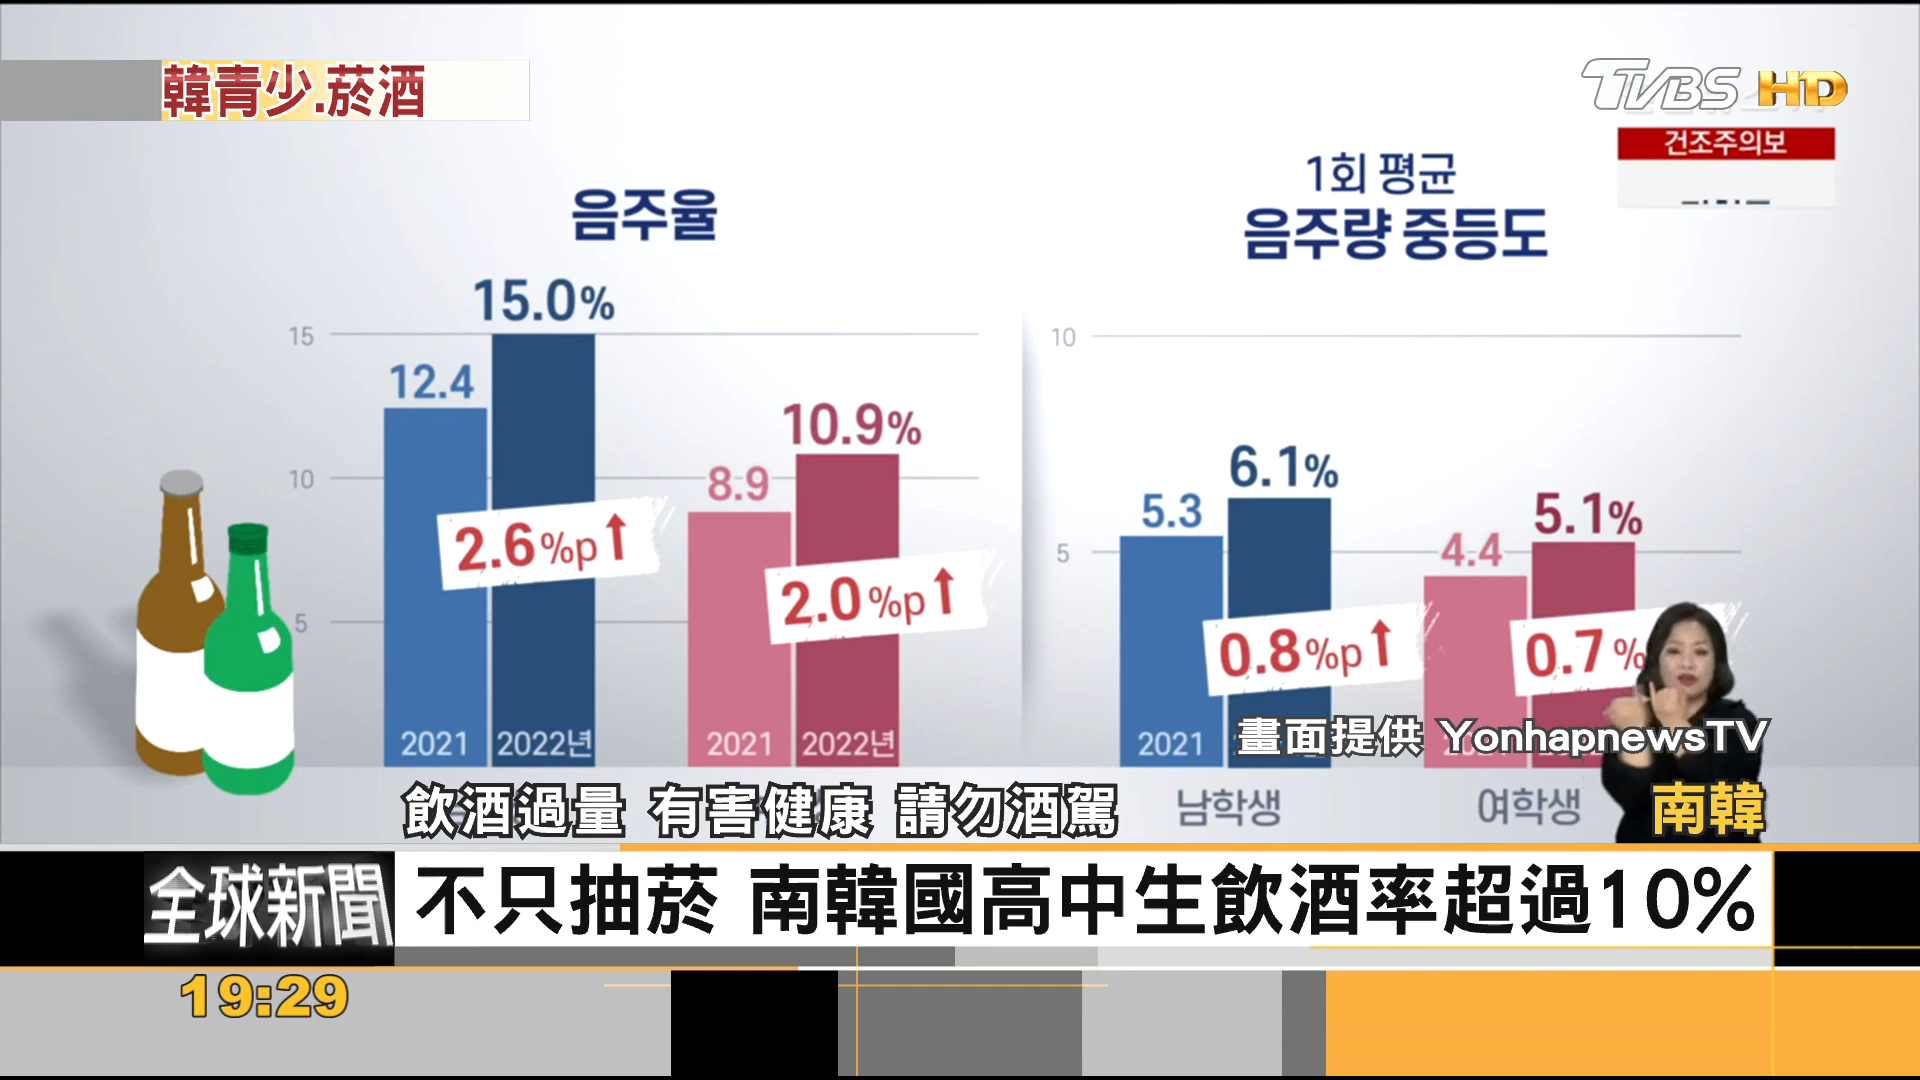 韓青少.菸酒
TVBS HD
건조주의보
음주율
1회 평균
음주량 중등도
15
10
5
12.4
15.0%
2.6%p↑
8.9
10.9%
2.0%p↑
2021
2022년
2021
2022년
10
5
5.3
6.1%
0.8%p↑
4.4
5.1%
0.7%
2021
남학생
여학생
畫面提供 YonhapnewsTV
飲酒過量 有害健康 請勿酒駕
南韓
全球新聞
不只抽菸 南韓國高中生飲酒率超過10%
19:29